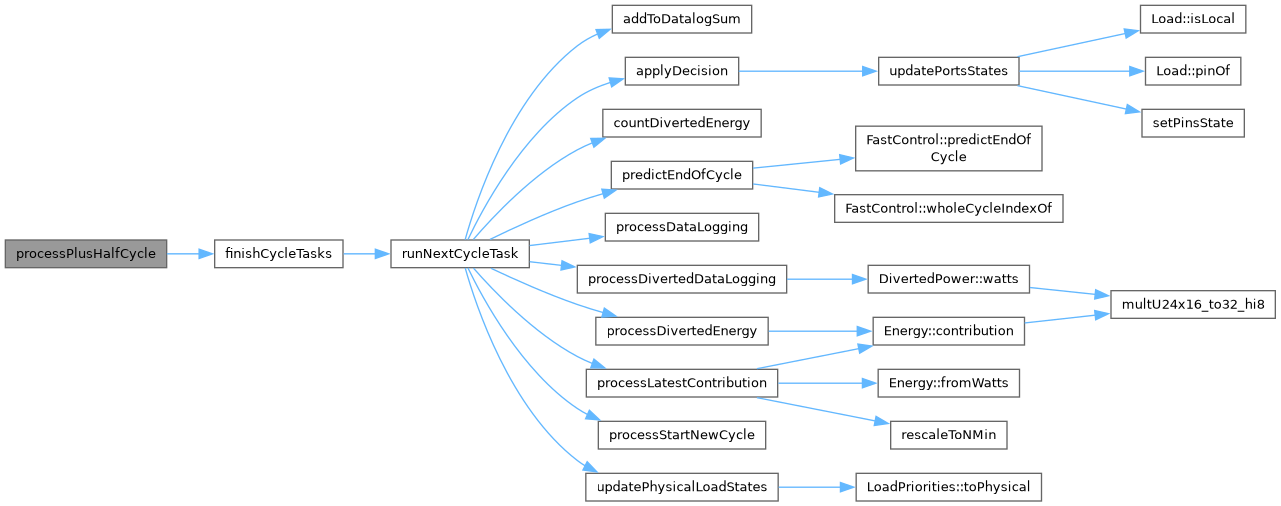 processPlusHalfCycle
finishCycleTasks
runNextCycleTask
addToDatalogSum
applyDecision
updatePortsStates
Load::isLocal
Load::pinOf
setPinsState
countDivertedEnergy
predictEndOfCycle
FastControl::predictEndOf
Cycle
FastControl::wholeCycleIndexOf
processDataLogging
processDivertedDataLogging
DivertedPower::watts
multU24x16_to32_hi8
processDivertedEnergy
Energy::contribution
processLatestContribution
Energy::fromWatts
rescaleToNMin
processStartNewCycle
updatePhysicalLoadStates
LoadPriorities::toPhysical